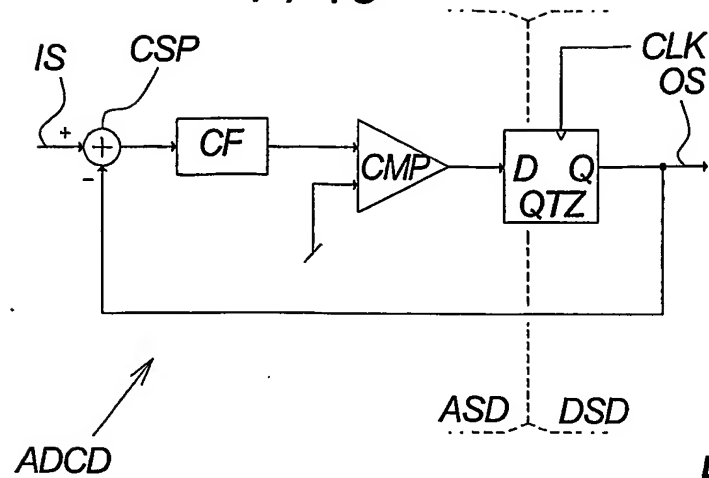 IS
CSP
CLK
OS
+
+
-
CF
CMP
D Q
QTZ
ASD
DSD
ADCD